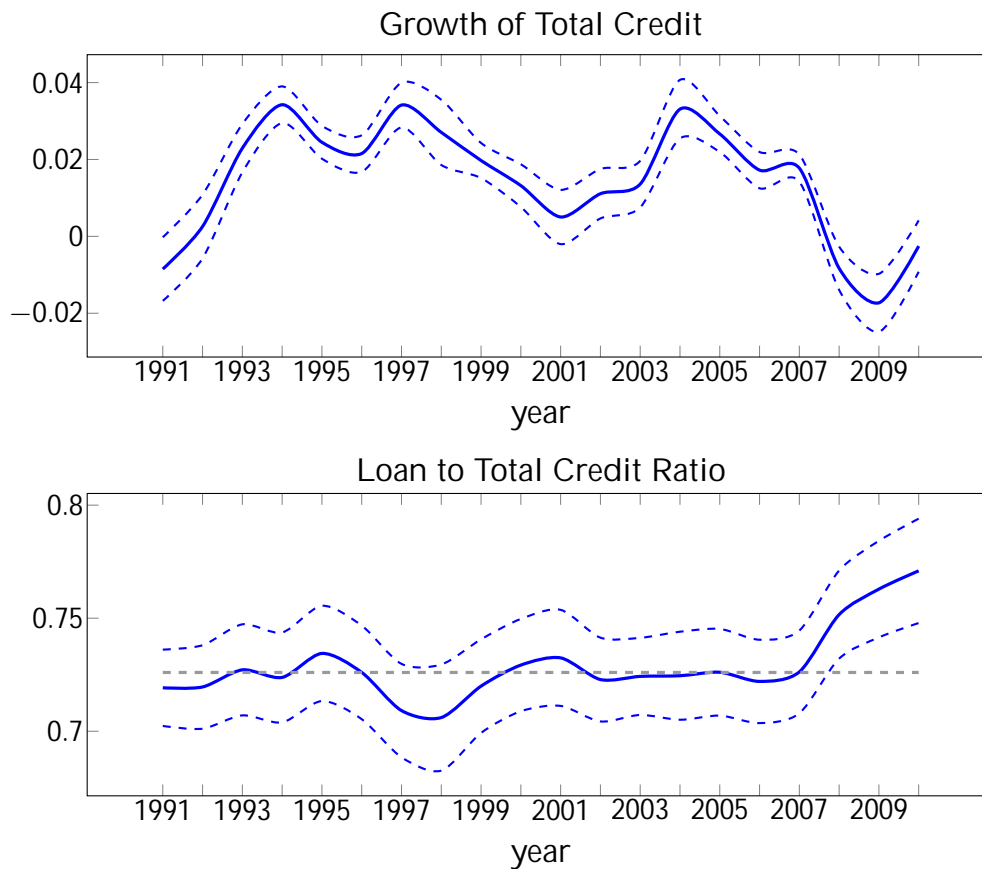 Growth of Total Credit
0.04
0.02
0
−0.02
1991 1993 1995 1997 1999 2001 2003 2005 2007 2009
year
Loan to Total Credit Ratio
0.8
0.75
0.7
1991 1993 1995 1997 1999 2001 2003 2005 2007 2009
year